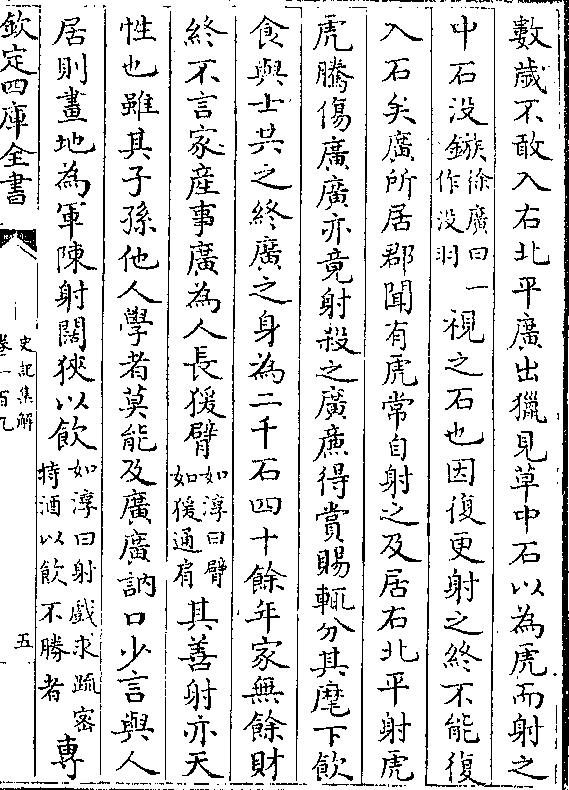 數歲不敢入右北平廣出獵見草中石以為虎而射之
中石没鏃徐廣曰一作没羽視之石也因復更射之終不能復
入石矣廣所居郡聞有虎常自射之及居右北平射虎
虎騰傷廣廣亦竟射殺之廣廉得賞賜輒分其麾下飲
食與士共之終廣之身為二千石四十餘年家無餘財
終不言家産事廣為人長猨臂如淳曰臂如猨通肩其善射亦天
性也雖其子孫他人學者莫能及廣廣訥口少言與人
居則畫地為軍陳射闊狹以飲如淳曰射戲求疏密持酒以飲不勝者專
欽定四庫全書
史記集解
卷一百九
五